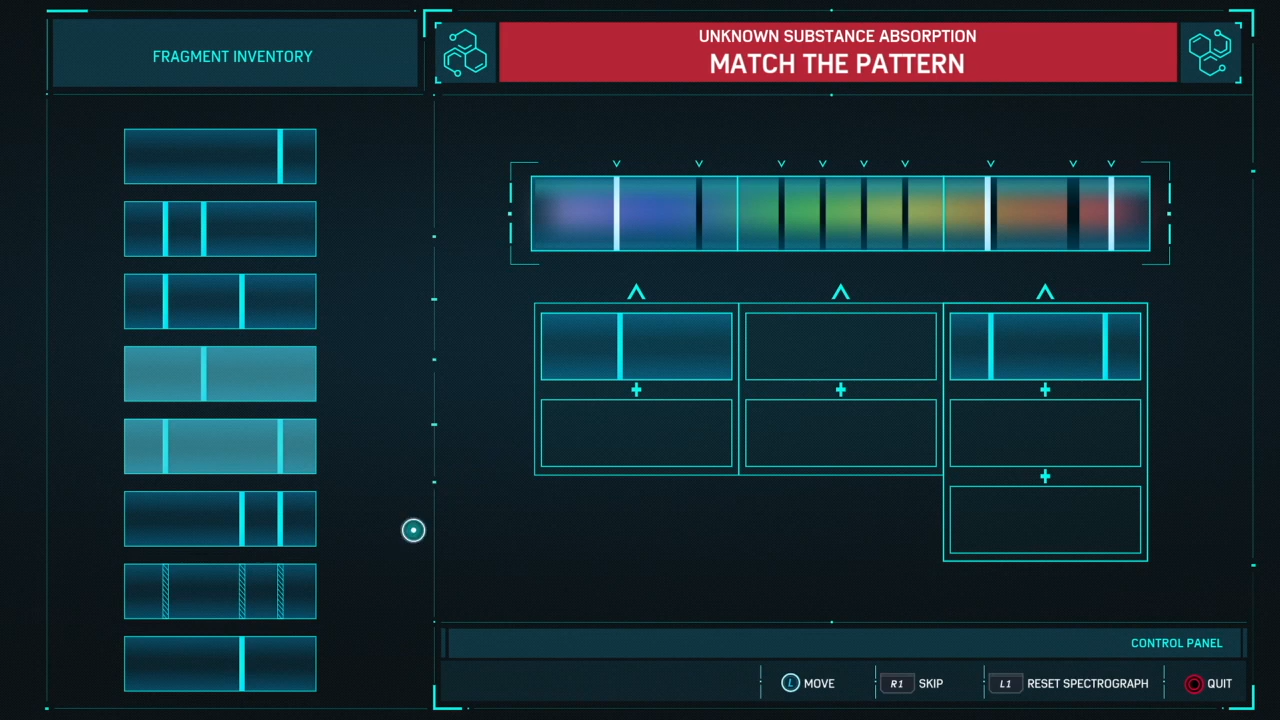 FRAGMENT INVENTORY
UNKNOWN SUBSTANCE ABSORPTION
MATCH THE PATTERN
CONTROL PANEL
L MOVE
R1 SKIP
L1 RESET SPECTROGRAPH
QUIT